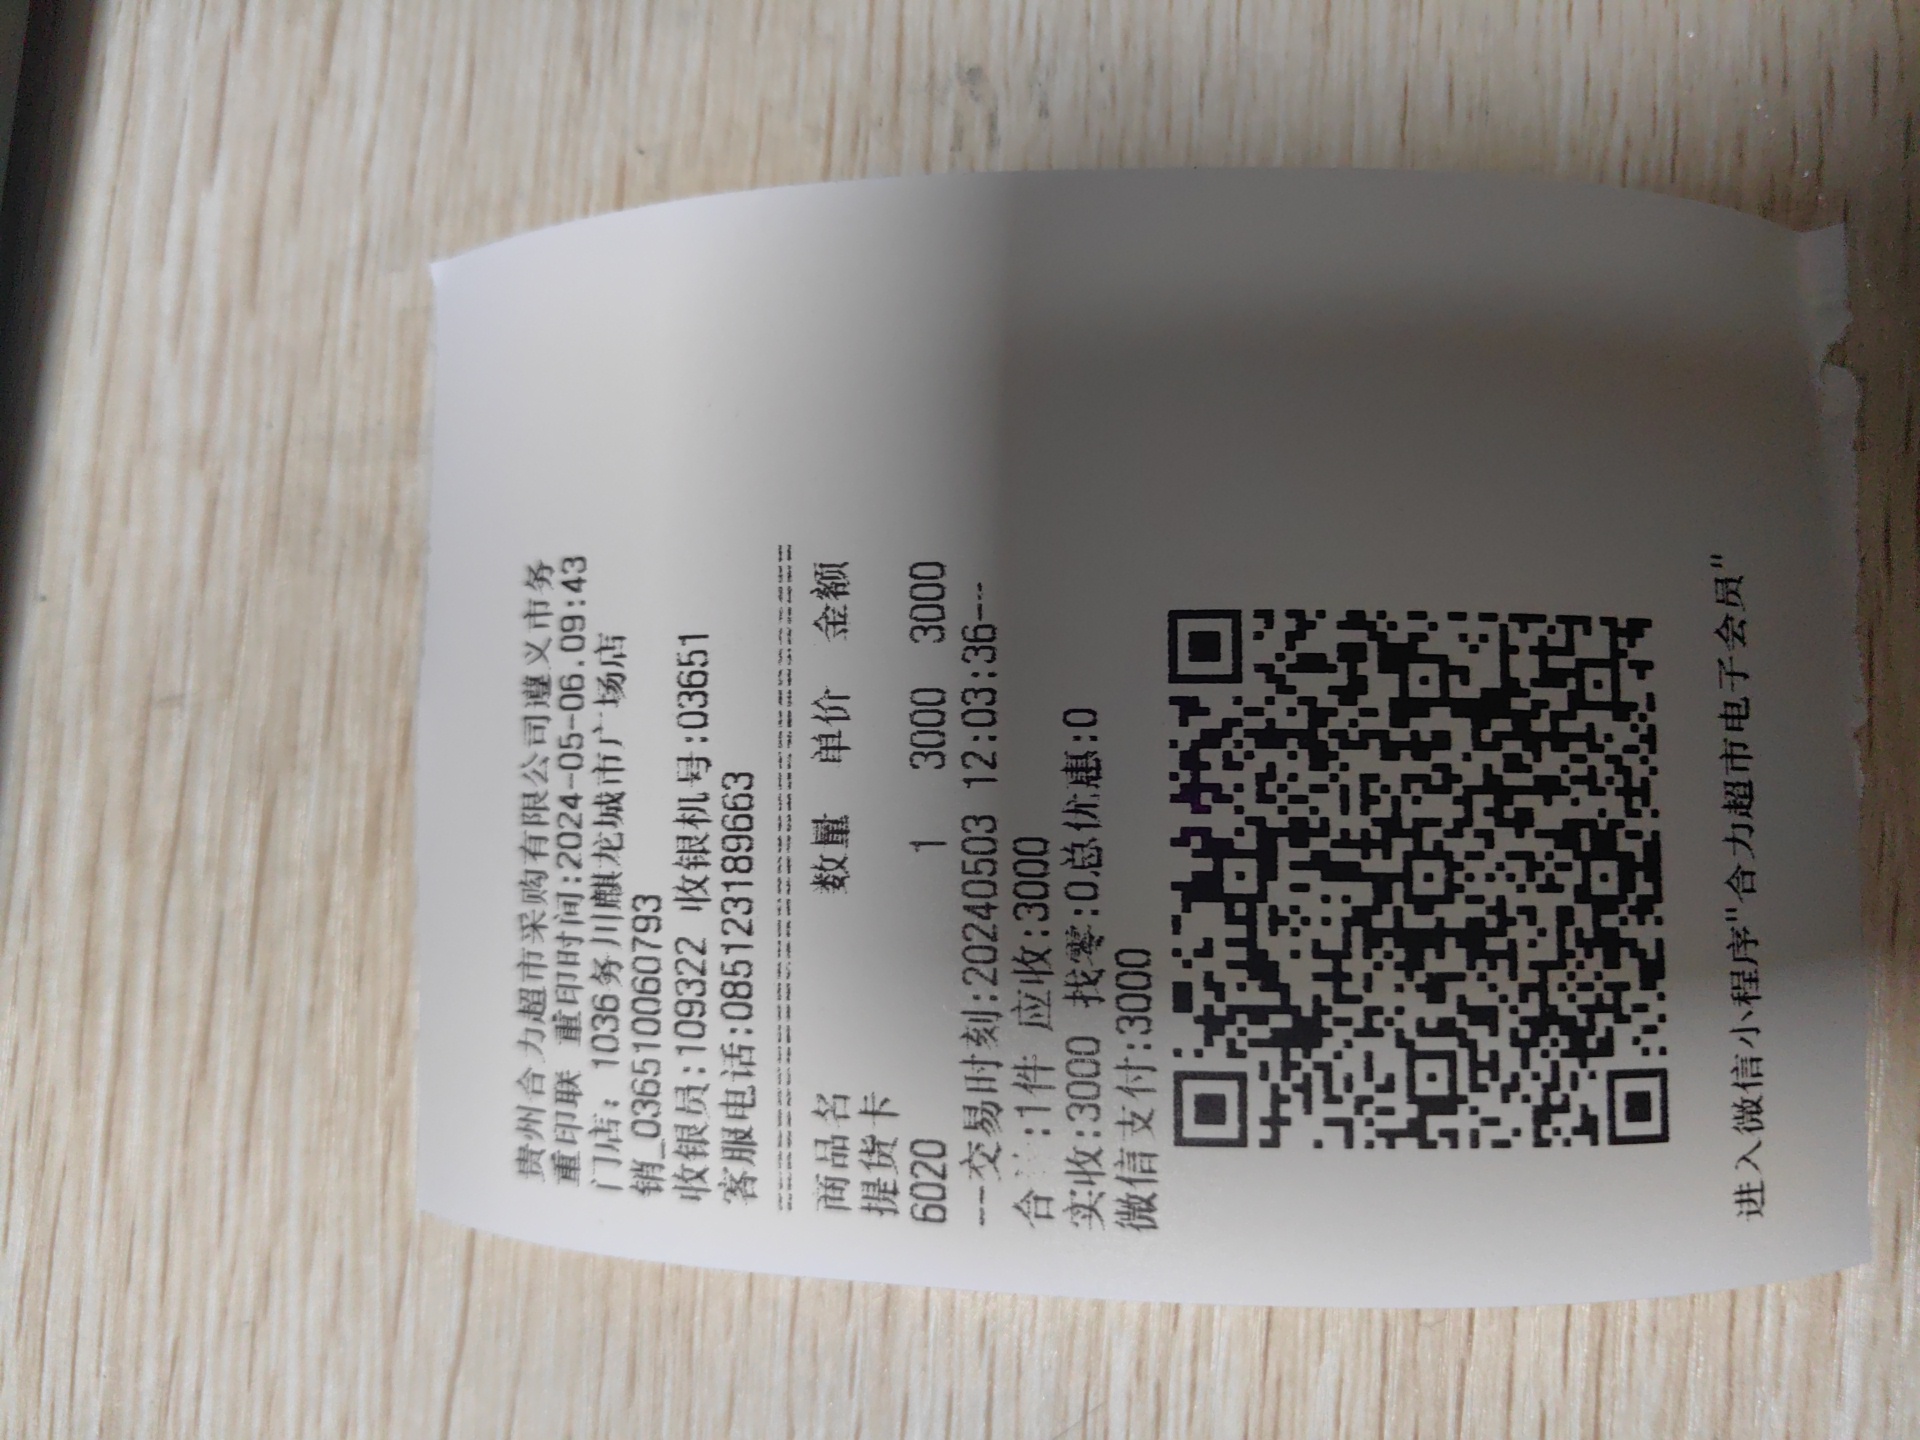 贵州合力超市采购有限公司遵义市务
重印联 重印时间:2024-05-06.09:43
门店: 1036务川麒龙城市广场店
销_036510060793
收银员:109322 收银机号:03651
客服电话:085123189663
商品名 数量 单价 金额
提货卡
6020 1 3000 3000
--交易时刻:20240503 12:03:36--
合 :1件 应收:3000
实收:3000 找零:0总优惠:0
微信支付:3000
进入微信小程序"合力超市电子会员"